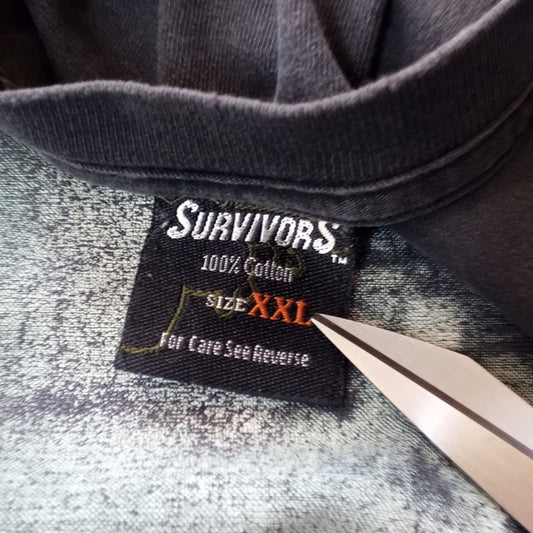 SURVIVORS™
100% Cotton
SIZE XXL
For Care See Reverse